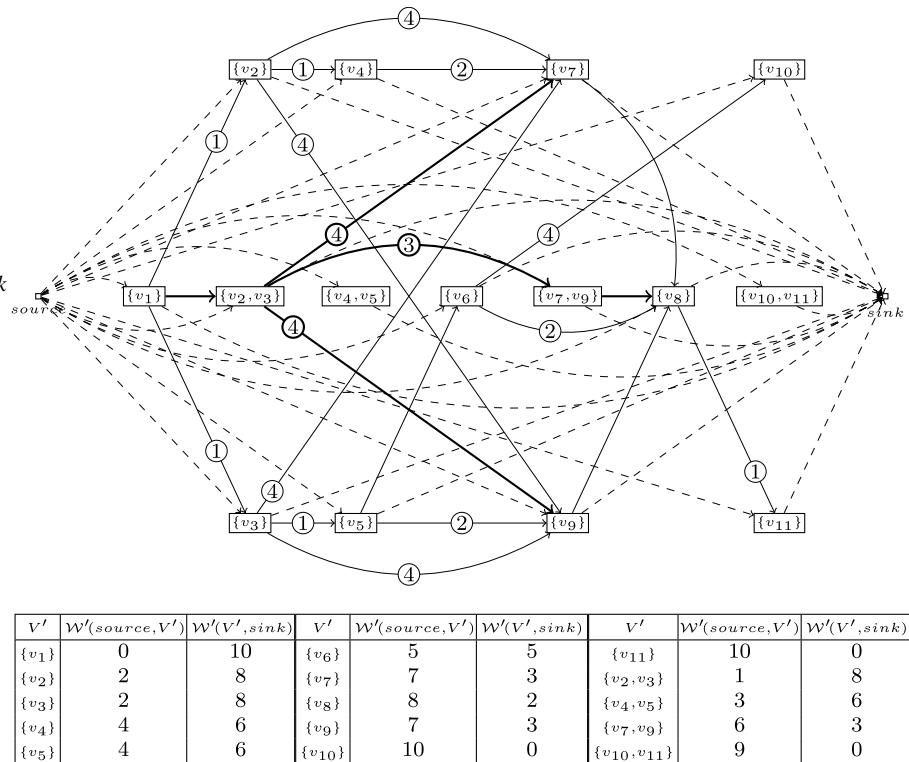 4
{v2} 1 {v4} 2 {v7} {v10}
1 4
4 3 4
k
source {v1} {v2,v3} {v4,v5} {v6} {v7,v9} {v8} {v10,v11} sink
4 2
1
4 1
{v3} 1 {v5} 2 {v9} {v11}
4
V′ W′(source,V′) W′(V′,sink) V′ W′(source,V′) W′(V′,sink) V′ W′(source,V′) W′(V′,sink)
{v1} 0 10 {v6} 5 5 {v11} 10 0
{v2} 2 8 {v7} 7 3 {v2,v3} 1 8
{v3} 2 8 {v8} 8 2 {v4,v5} 3 6
{v4} 4 6 {v9} 7 3 {v7,v9} 6 3
{v5} 4 6 {v10} 10 0 {v10,v11} 9 0